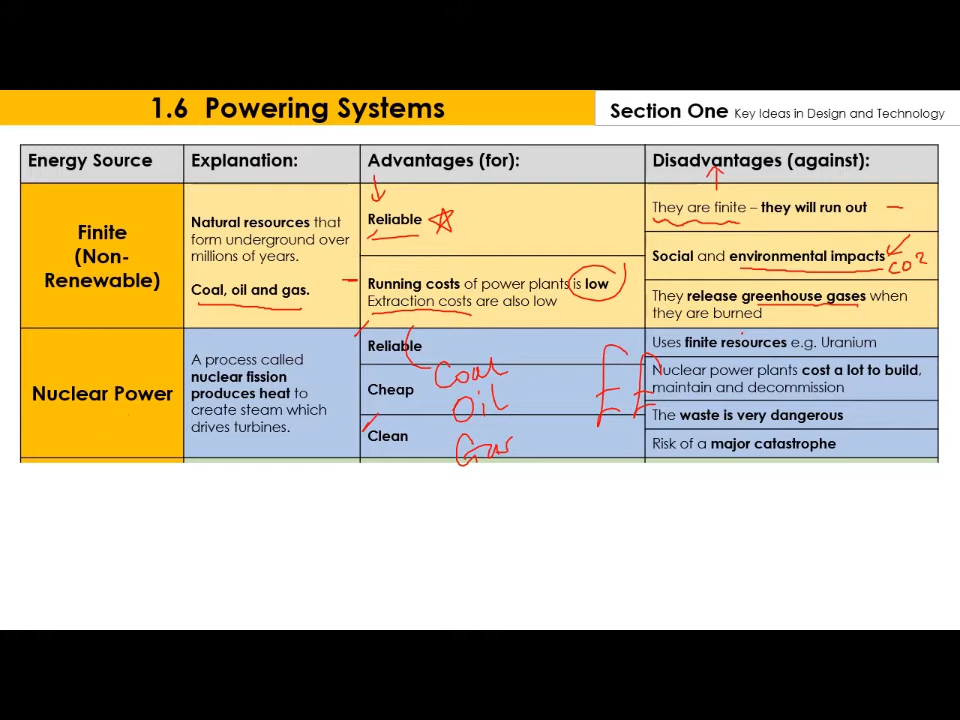 1.6 Powering Systems
Section One Key Ideas in Design and Technology
Energy Source
Explanation:
Advantages (for):
Disadvantages (against):
Finite
(Non-
Renewable)
Natural resources that
form underground over
millions of years.
Coal, oil and gas.
Reliable
Running costs of power plants is low
Extraction costs are also low
They are finite – they will run out
Social and environmental impacts
CO2
They release greenhouse gases when
they are burned
Nuclear Power
A process called
nuclear fission
produces heat to
create steam which
drives turbines.
Reliable
Cheap
Clean
Coal
Oil
Gas
££
Uses finite resources e.g. Uranium
Nuclear power plants cost a lot to build,
maintain and decommission
The waste is very dangerous
Risk of a major catastrophe